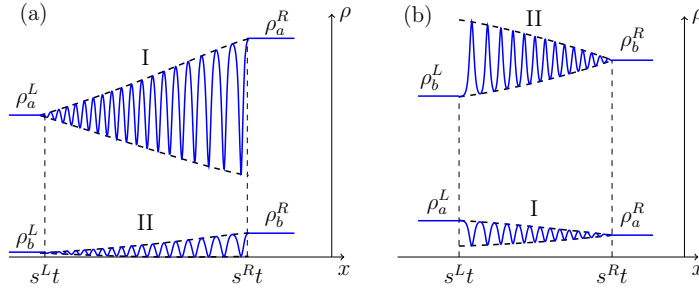 (a)
ρ
ρ_a^R
I
ρ_a^L
II
ρ_b^L
ρ_b^R
s^L t
s^R t
x
(b)
ρ
II
ρ_b^R
ρ_b^L
I
ρ_a^L
ρ_a^R
s^L t
s^R t
x